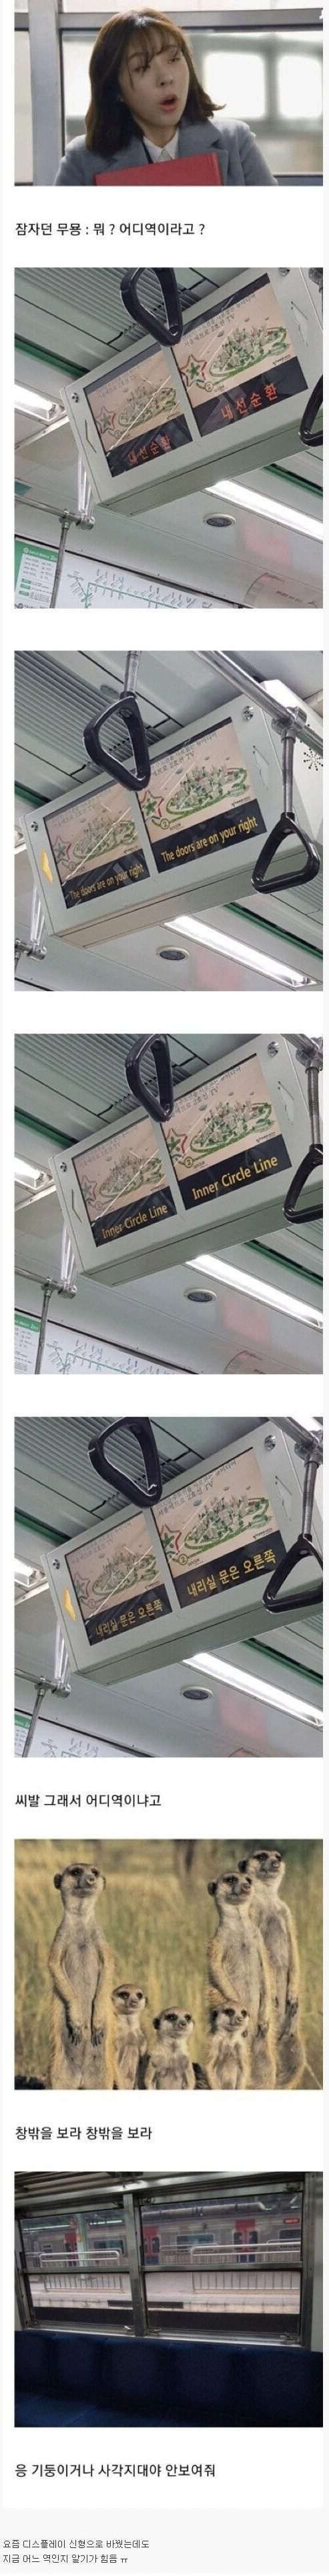 잠자던 무묭 : 뭐 ? 어디역이라고 ?
내선순환
내선순환
The doors are on your right
The doors are on your right
Inner Circle Line
Inner Circle Line
내리실 문은 오른쪽
내리실 문은 오른쪽
씨발 그래서 어디역이냐고
창밖을 보라 창밖을 보라
응 기둥이거나 사각지대야 안보여줘
요즘 디스플레이 신형으로 바꿨는데도
지금 어느 역인지 알기가 힘듬 ㅠ